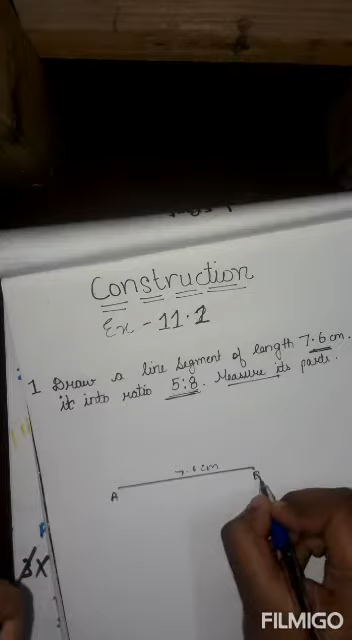 Construction
Ex - 11.1
1 Draw a line segment of length 7.6 cm.
it into ratio 5:8. Measure its parts.
7.6 cm
A
B
X
FILMIGO